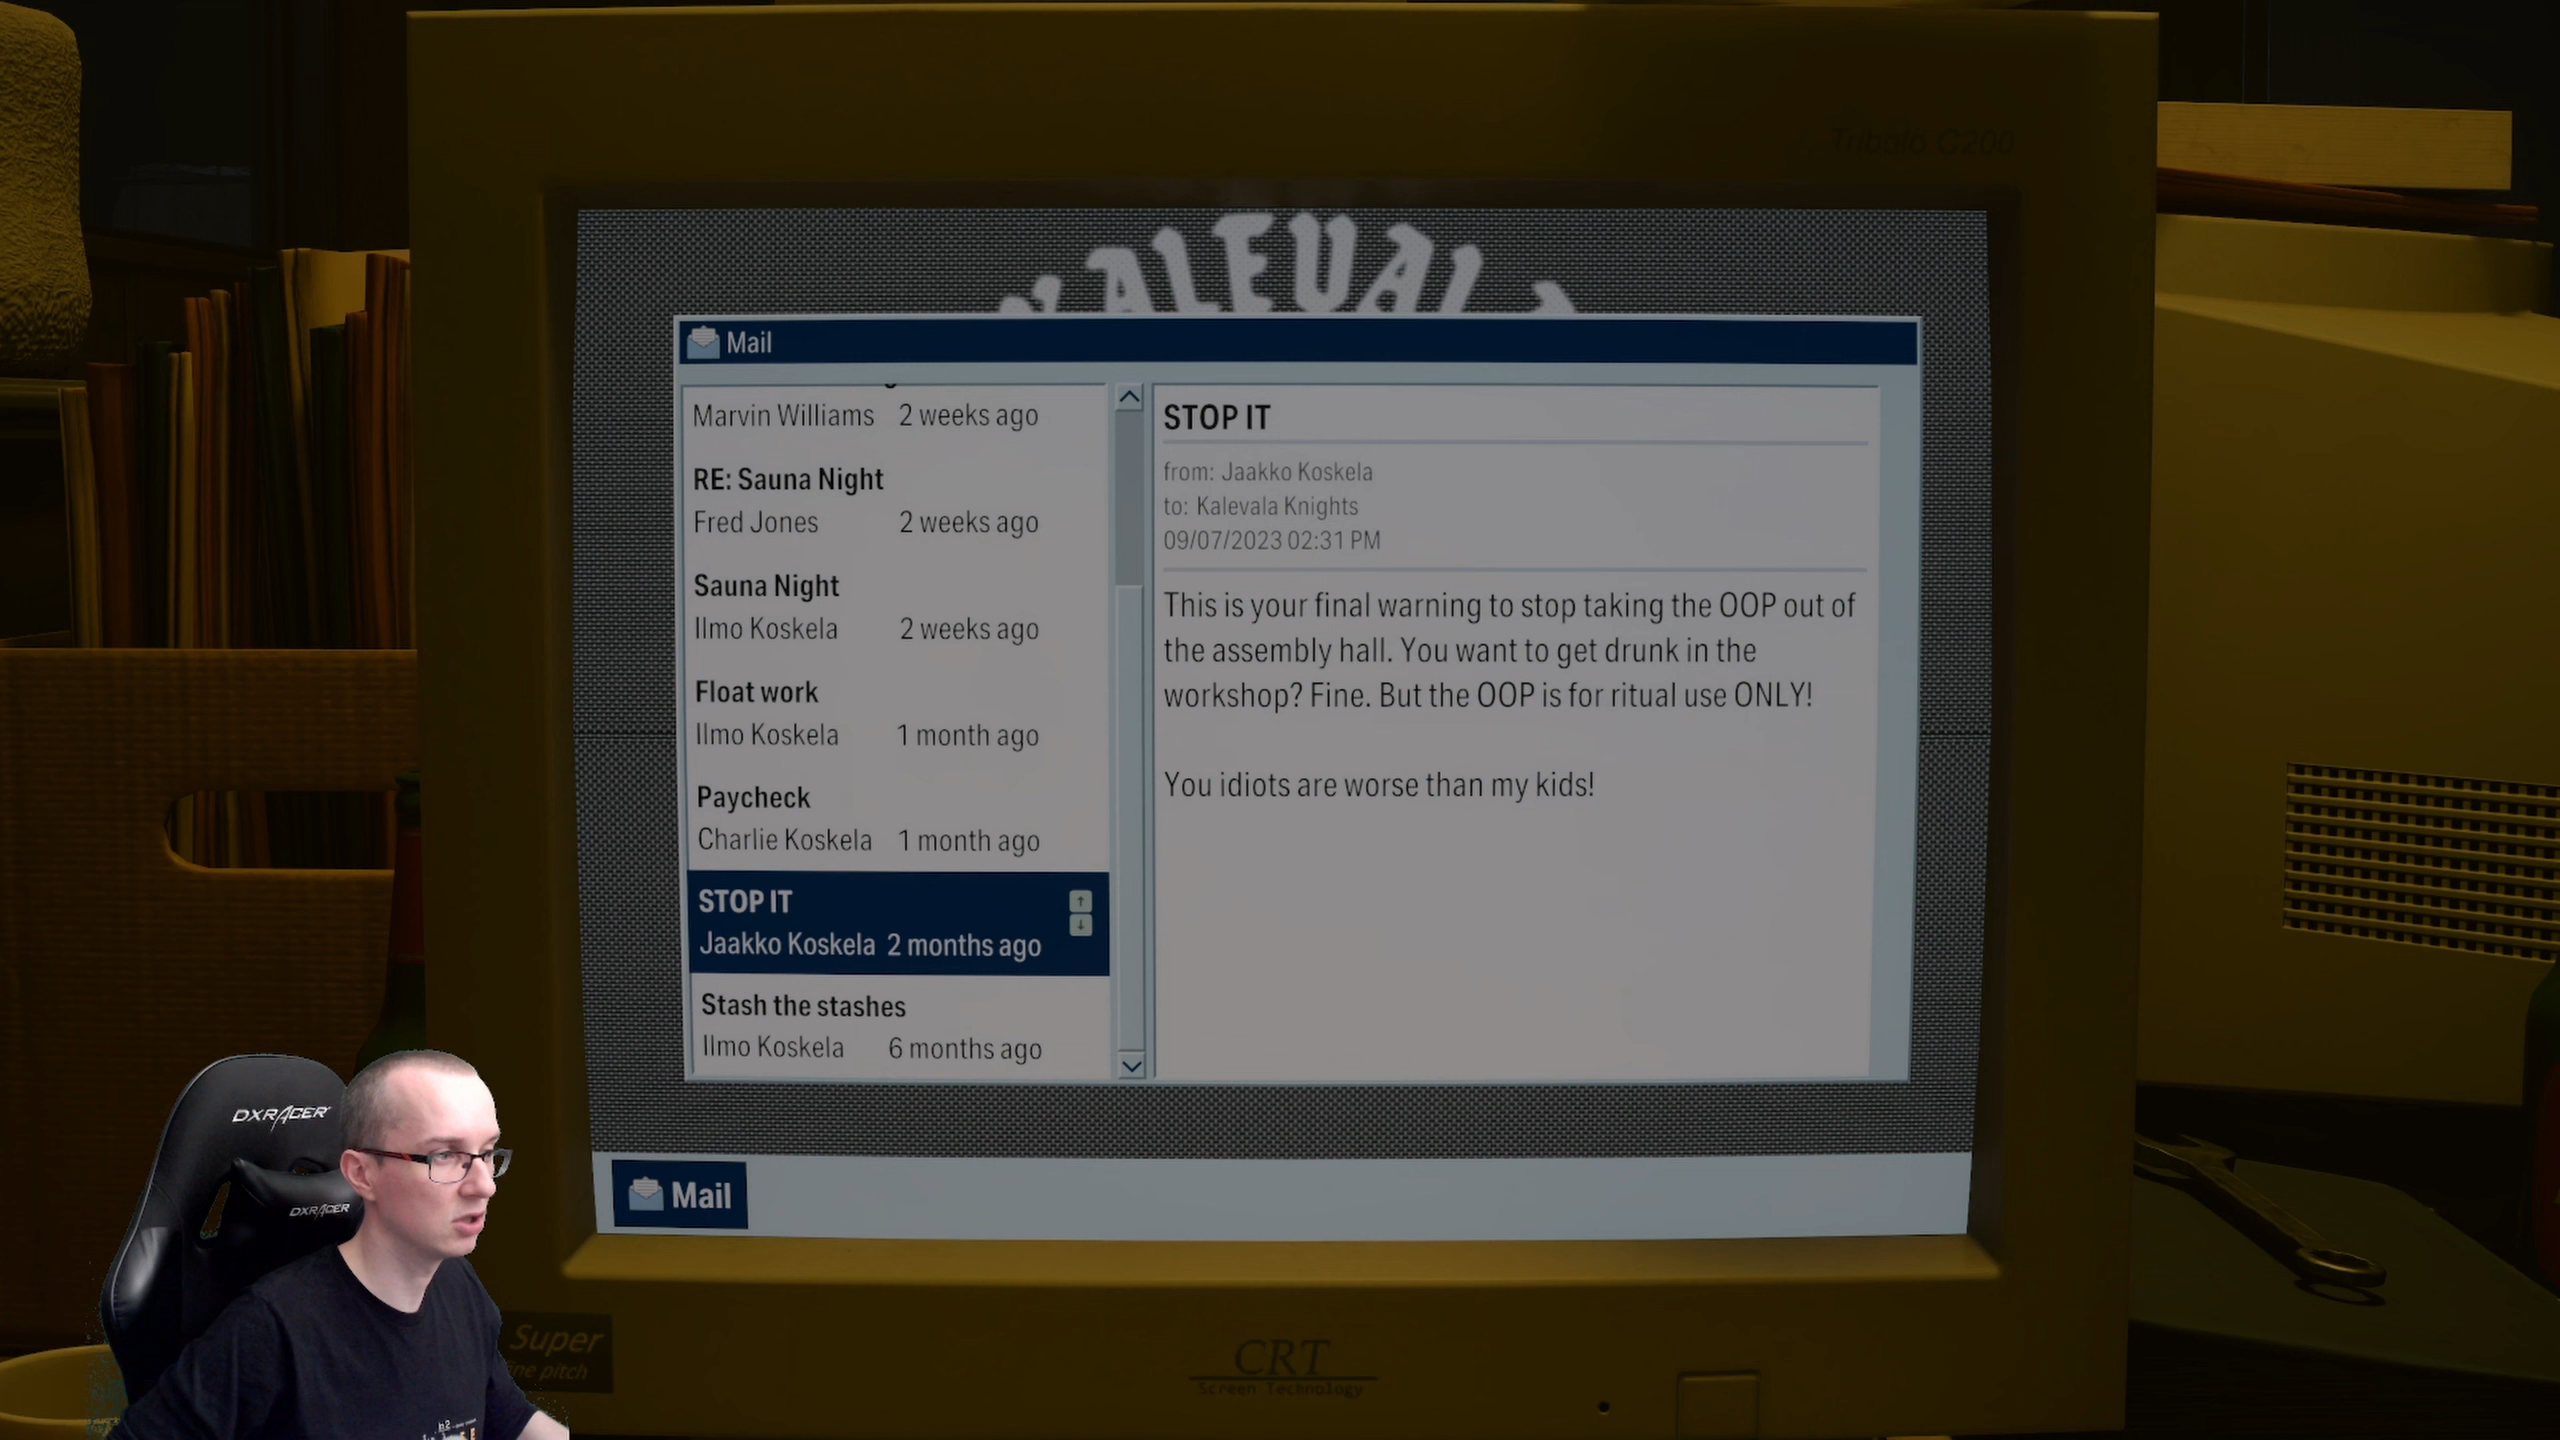 Tribalo C200
KALEVALA
Mail
Marvin Williams 2 weeks ago
RE: Sauna Night
Fred Jones 2 weeks ago
Sauna Night
Ilmo Koskela 2 weeks ago
Float work
Ilmo Koskela 1 month ago
Paycheck
Charlie Koskela 1 month ago
STOP IT
Jaakko Koskela 2 months ago
Stash the stashes
Ilmo Koskela 6 months ago
STOP IT
from: Jaakko Koskela
to: Kalevala Knights
09/07/2023 02:31 PM
This is your final warning to stop taking the OOP out of
the assembly hall. You want to get drunk in the
workshop? Fine. But the OOP is for ritual use ONLY!
You idiots are worse than my kids!
Mail
DXRACER
DXRACER
Super
ine pitch
CRT
Screen Technology